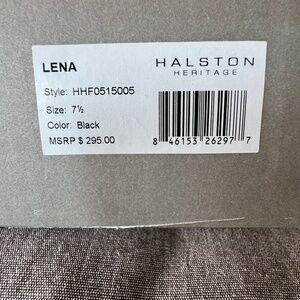 LENA
HALSTON
HERITAGE
Style: HHF0515005
Size: 7½
Color: Black
MSRP $ 295.00
8 46153 26297 7